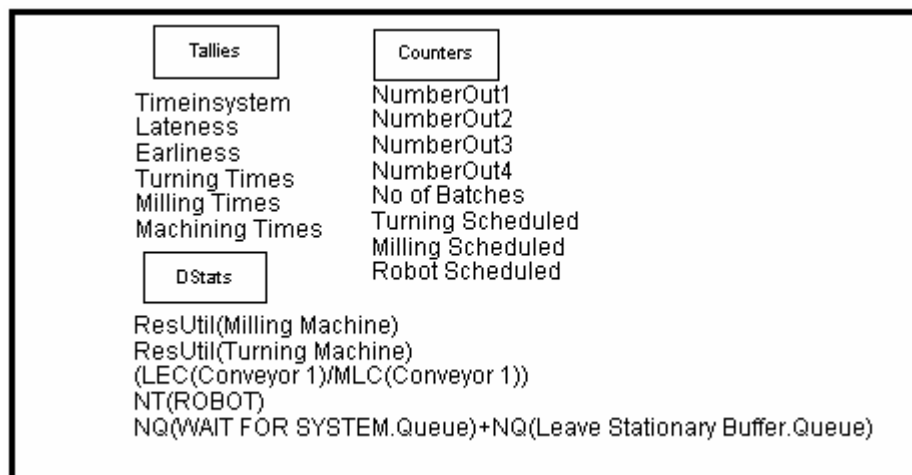 Tallies
Timeinsystem
Lateness
Earliness
Turning Times
Milling Times
Machining Times
Counters
NumberOut1
NumberOut2
NumberOut3
NumberOut4
No of Batches
Turning Scheduled
Milling Scheduled
Robot Scheduled
DStats
ResUtil(Milling Machine)
ResUtil(Turning Machine)
(LEC(Conveyor 1)/MLC(Conveyor 1))
NT(ROBOT)
NQ(WAIT FOR SYSTEM.Queue)+NQ(Leave Stationary Buffer.Queue)